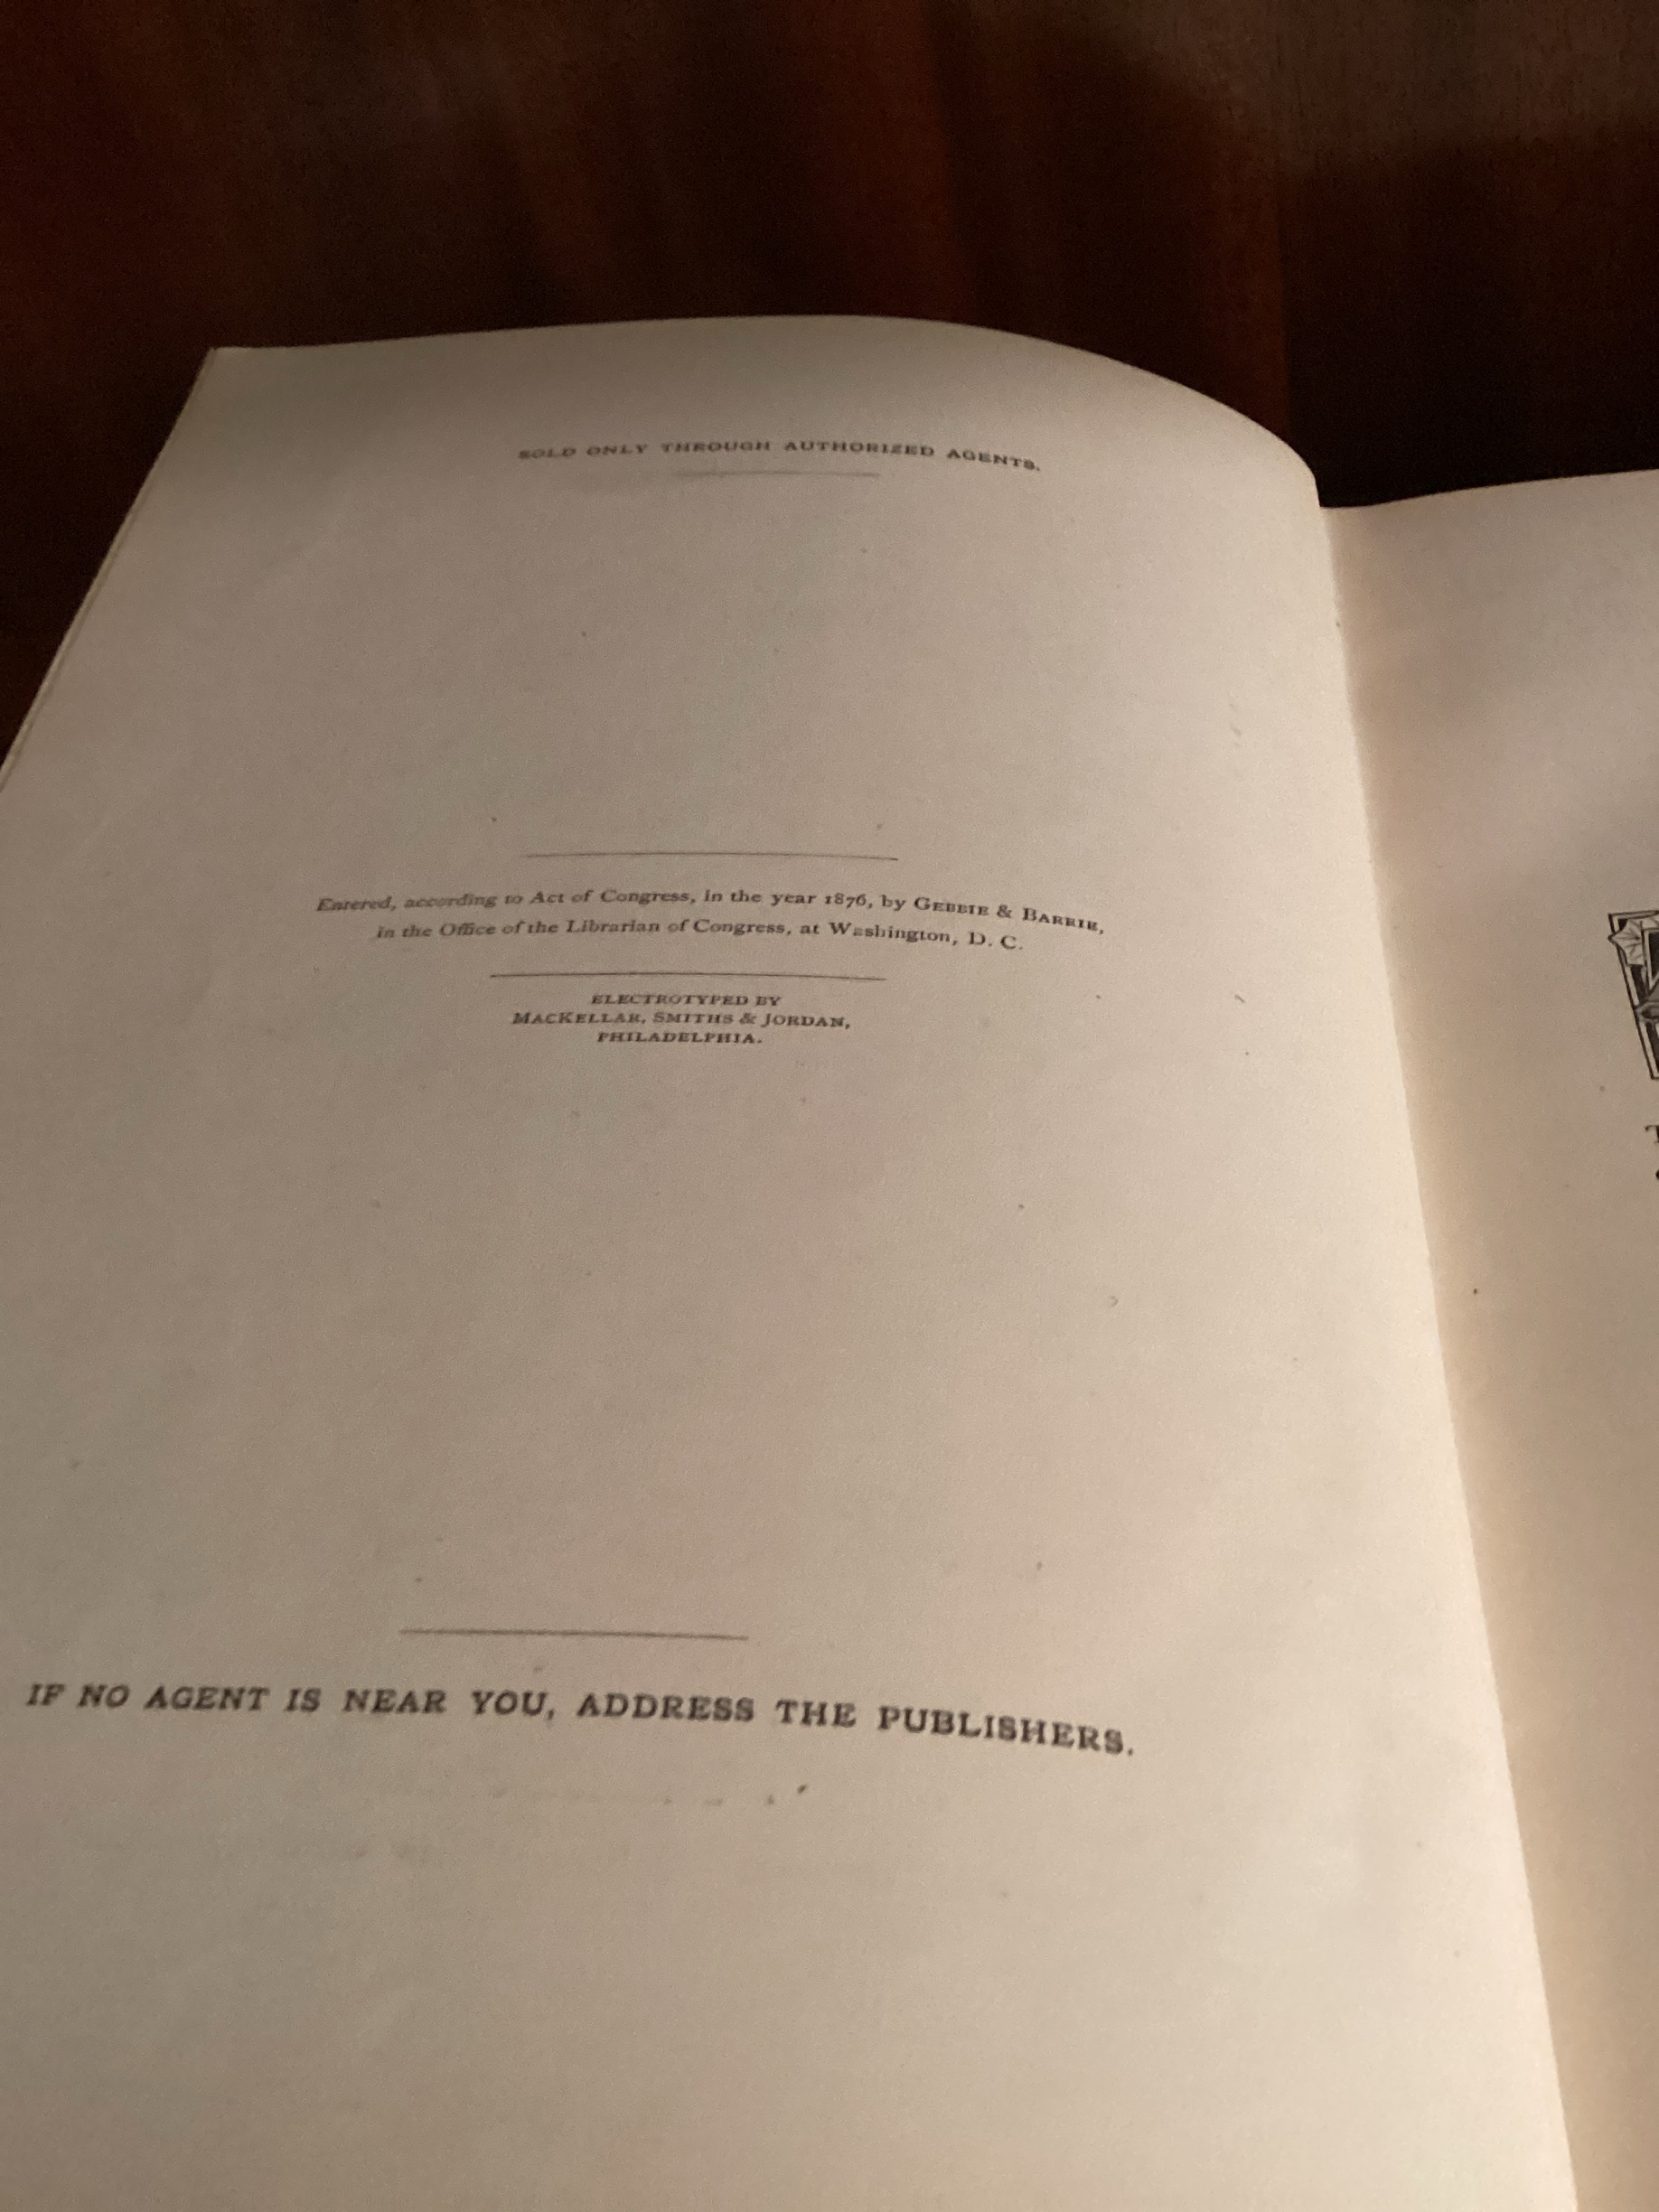 SOLD ONLY THROUGH AUTHORIZED AGENTS.
Entered, according to Act of Congress, in the year 1876, by GEBBIE & BARRIE,
in the Office of the Librarian of Congress, at Washington, D. C.
ELECTROTYPED BY
MACKELLAR, SMITHS & JORDAN,
PHILADELPHIA.
IF NO AGENT IS NEAR YOU, ADDRESS THE PUBLISHERS.